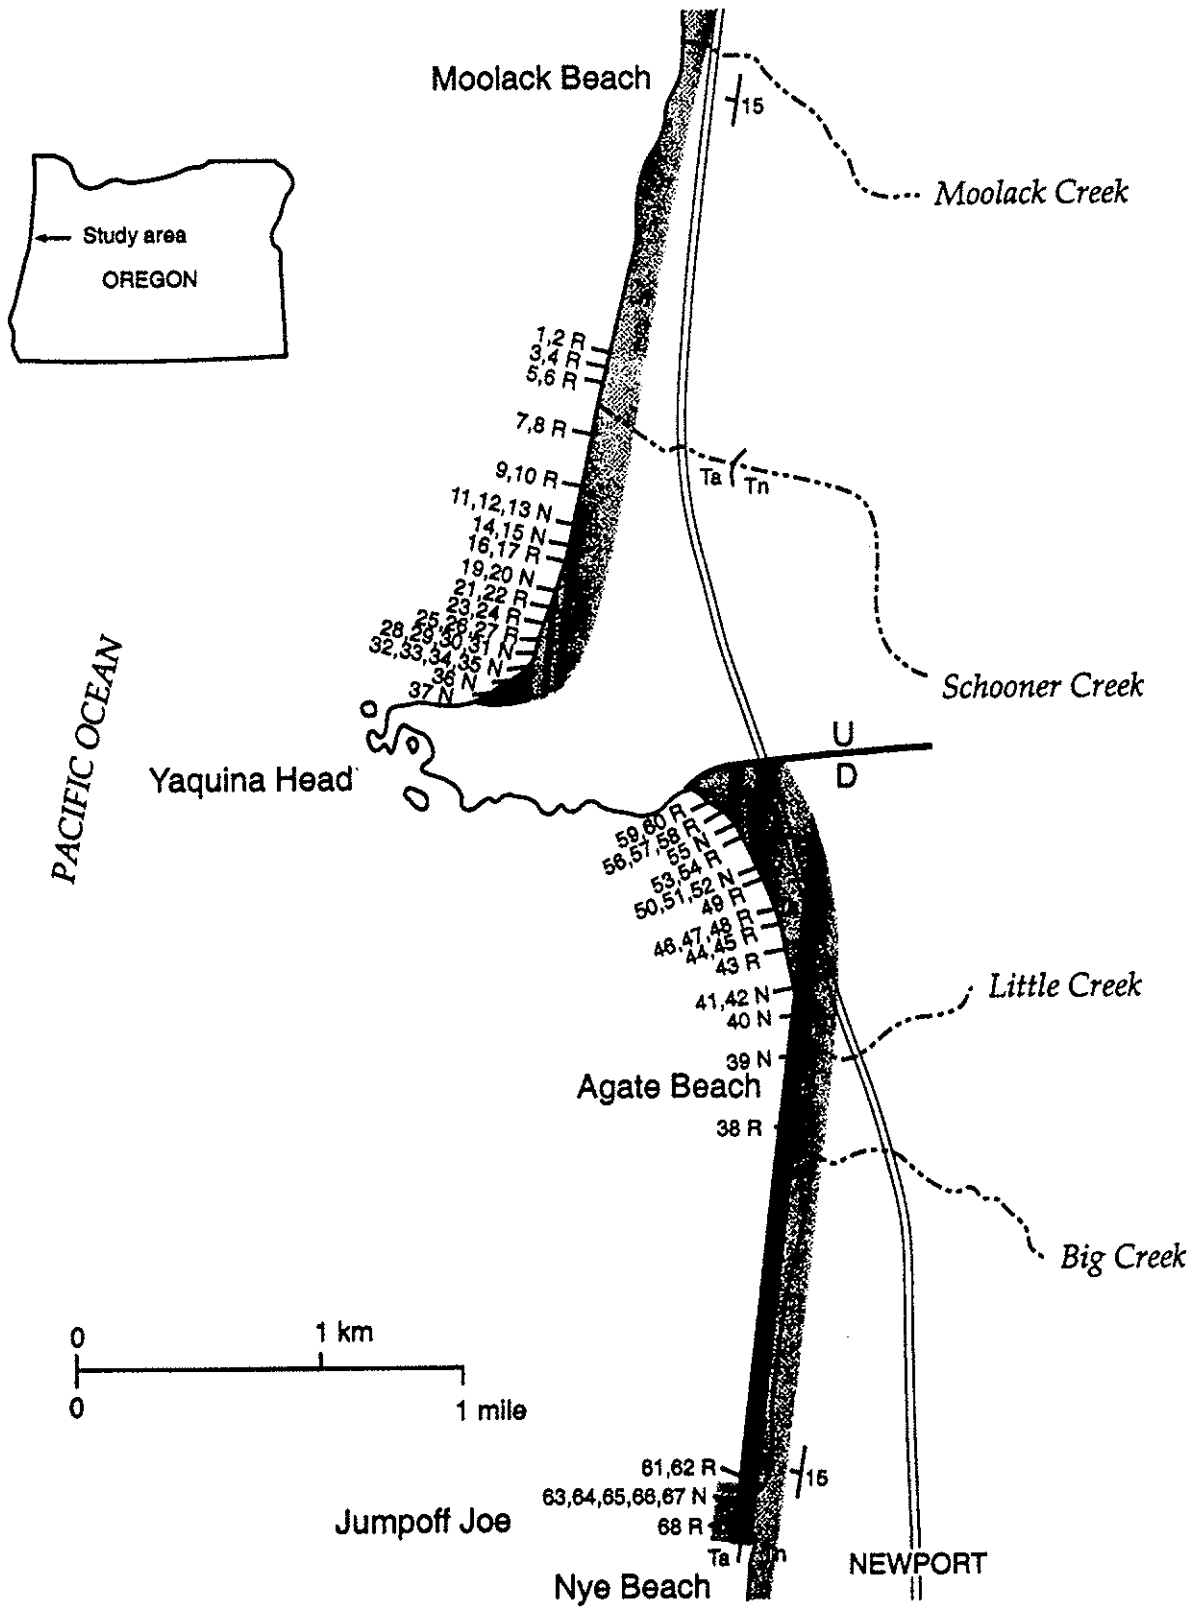 Moolack Beach
15
Moolack Creek
Study area
OREGON
1,2 R
3,4 R
5,6 R
7,8 R
9,10 R
Ta
Tn
11,12,13 N
14,15 N
16,17 R
19,20 N
21,22 R
23,24 R
25,26,27 R
28,29,30,31 N
32,33,34,35 N
36 N
37 N
PACIFIC OCEAN
Schooner Creek
U
D
Yaquina Head
59,60 R
56,57,58 R
55 N
53,54 R
50,51,52 N
49 R
46,47,48 R
44,45 R
43 R
41,42 N
40 N
39 N
Little Creek
Agate Beach
38 R
Big Creek
0
1 km
0
1 mile
61,62 R
15
63,64,65,66,67 N
Jumpoff Joe
68 R
Ta
Tn
NEWPORT
Nye Beach